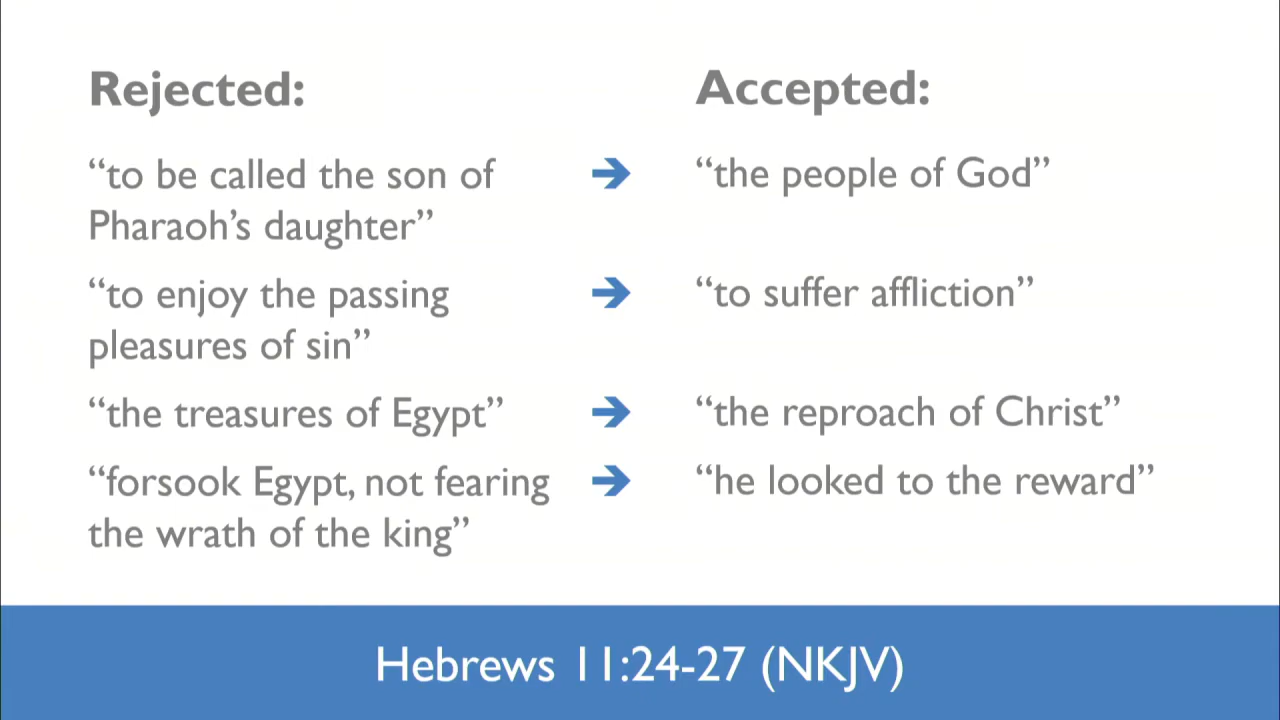 Rejected:
Accepted:
“to be called the son of
Pharaoh’s daughter”
“the people of God”
“to enjoy the passing
pleasures of sin”
“to suffer affliction”
“the treasures of Egypt”
“the reproach of Christ”
“forsook Egypt, not fearing
the wrath of the king”
“he looked to the reward”
Hebrews 11:24-27 (NKJV)